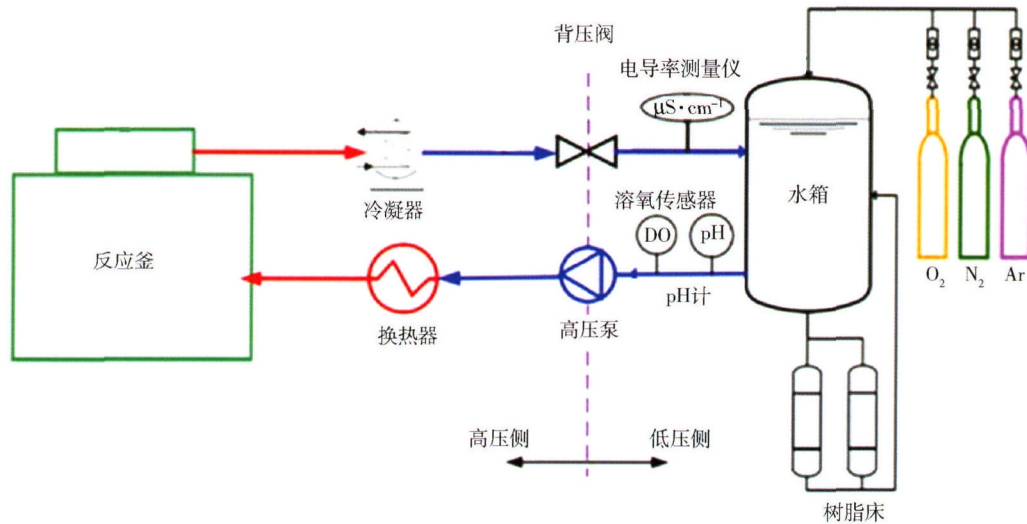 背压阀
电导率测量仪
μS·cm⁻¹
冷凝器
溶氧传感器
水箱
反应釜
DO
pH
O₂
N₂
Ar
pH计
换热器
高压泵
高压侧
低压侧
树脂床